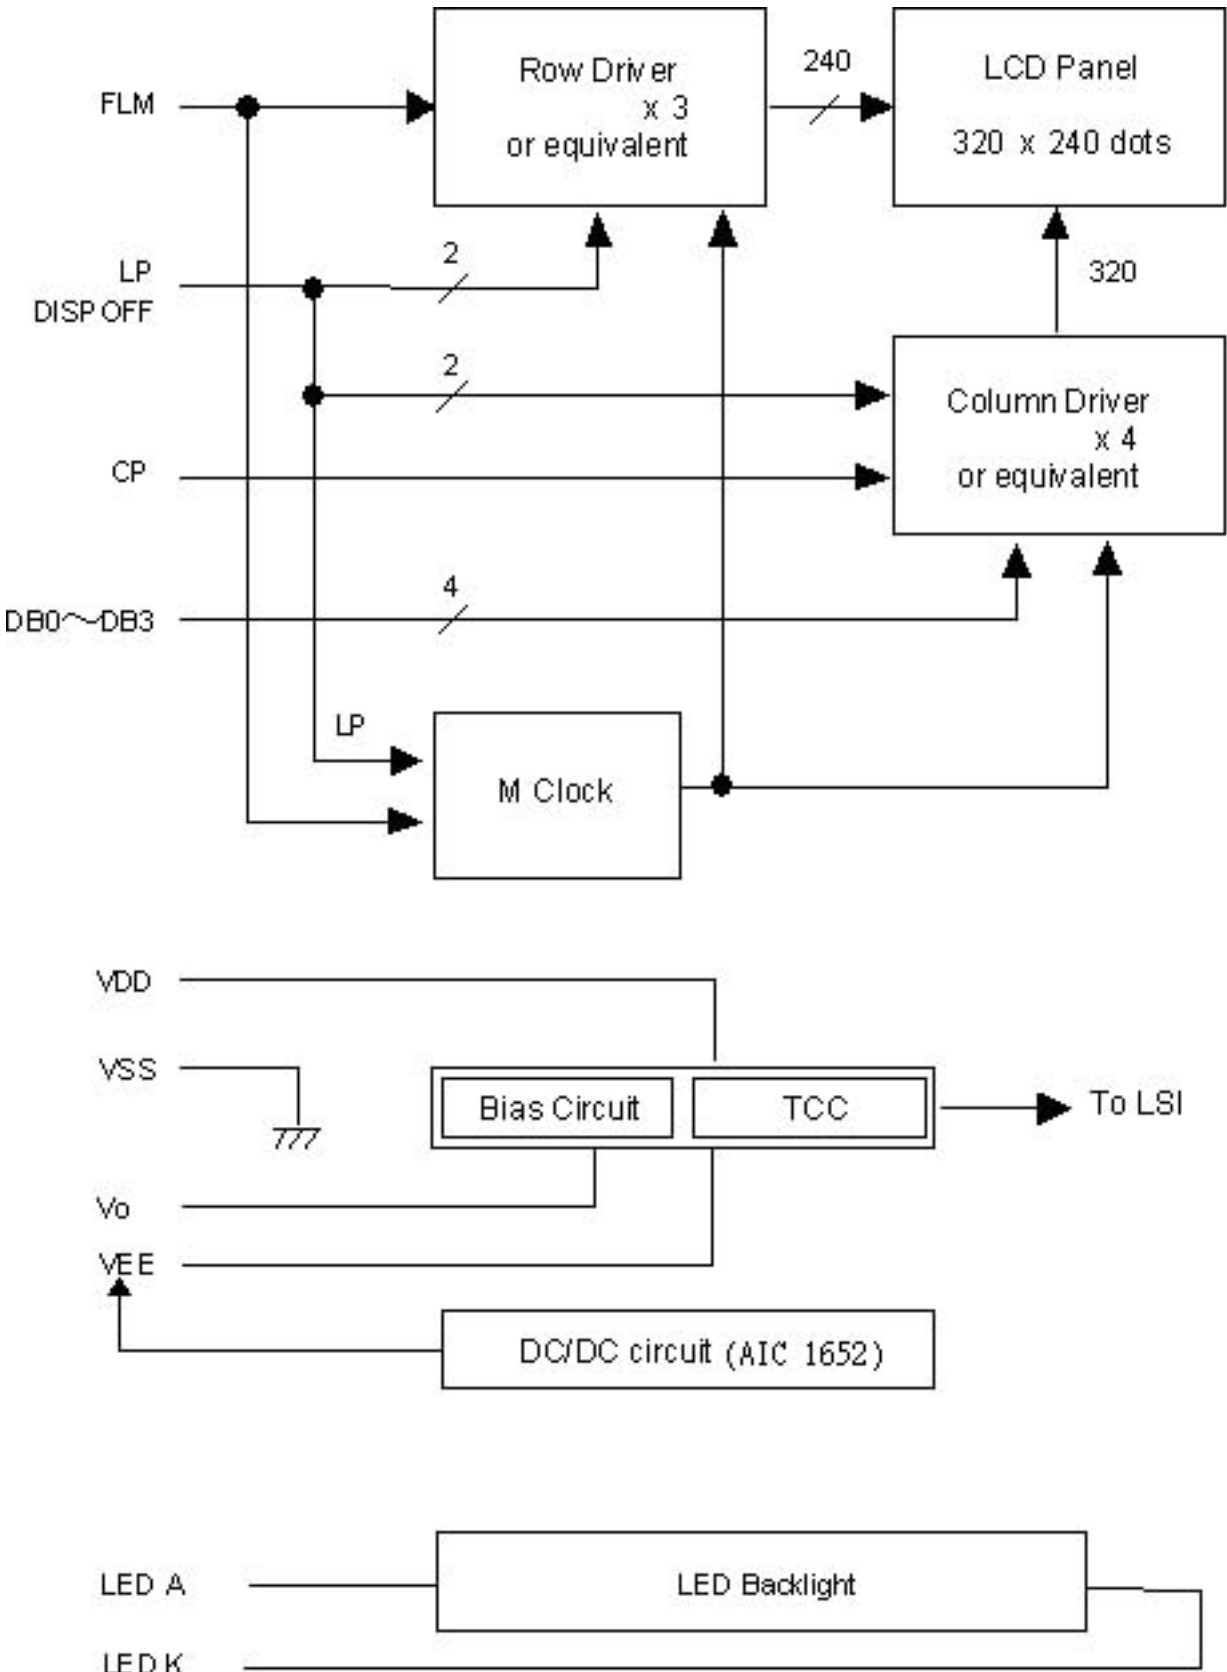 Row Driver
x 3
or equivalent
240
LCD Panel
320 x 240 dots
FLM
LP
DISP OFF
2
320
2
Column Driver
x 4
or equivalent
CP
4
DB0～DB3
LP
M Clock
VDD
VSS
Bias Circuit
TCC
To LSI
Vo
VEE
DC/DC circuit (AIC 1652)
LED A
LED Backlight
LED K